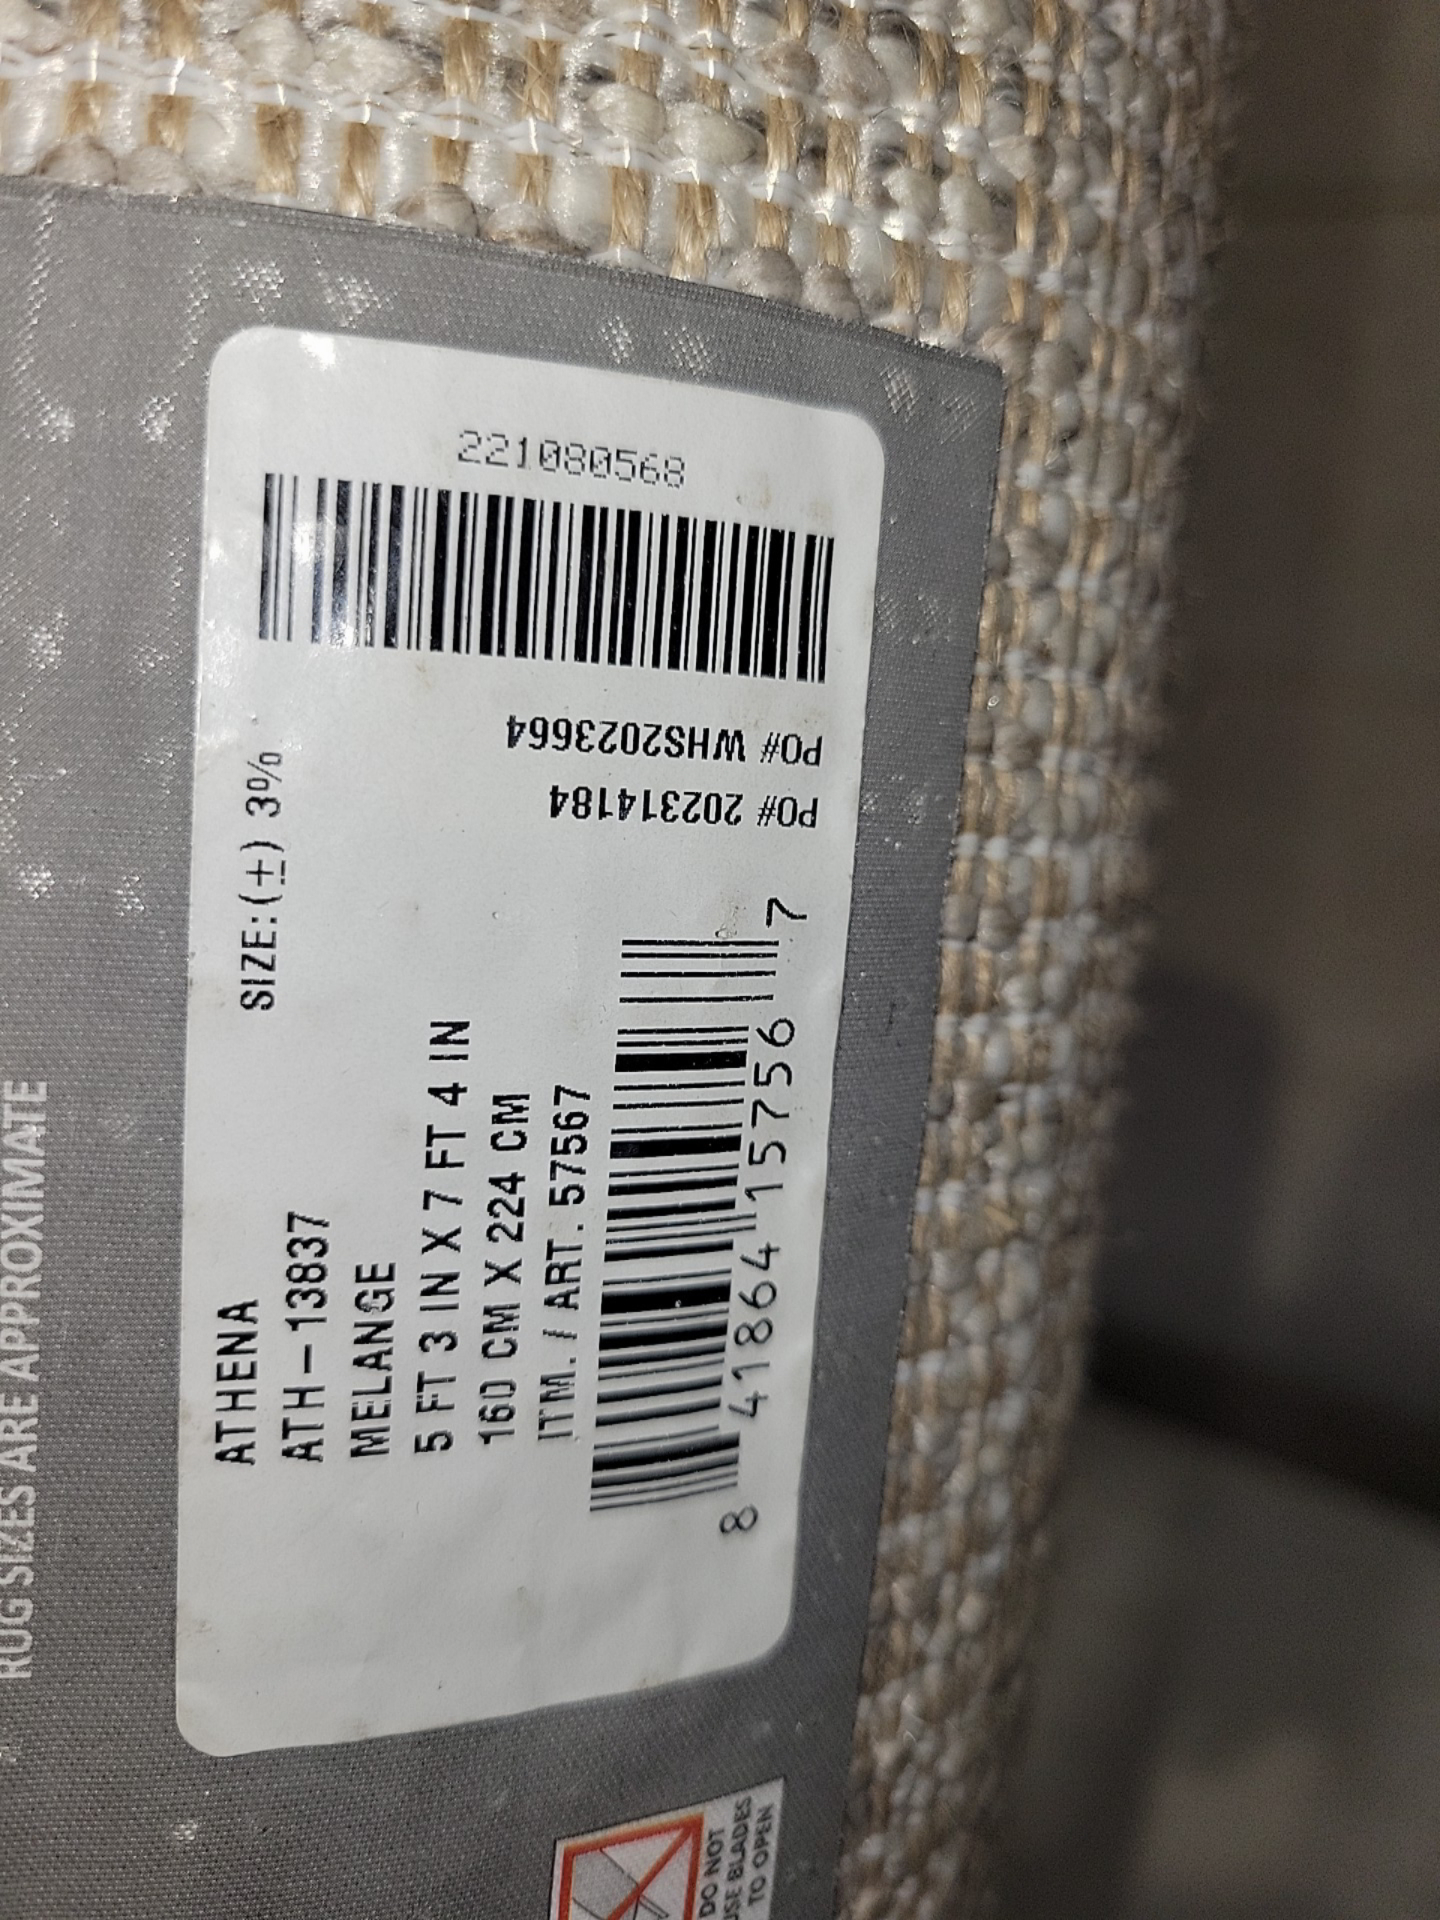 RUG SIZES ARE APPROXIMATE
ATHENA
SIZE:(±) 3%
ATH-13837
MELANGE
5 FT 3 IN X 7 FT 4 IN
160 CM X 224 CM
ITM. / ART. 57567
8 41864 15756 7
PO# 202314184
PO# WHS2023664
221080568
DO NOT
USE BLADES
TO OPEN